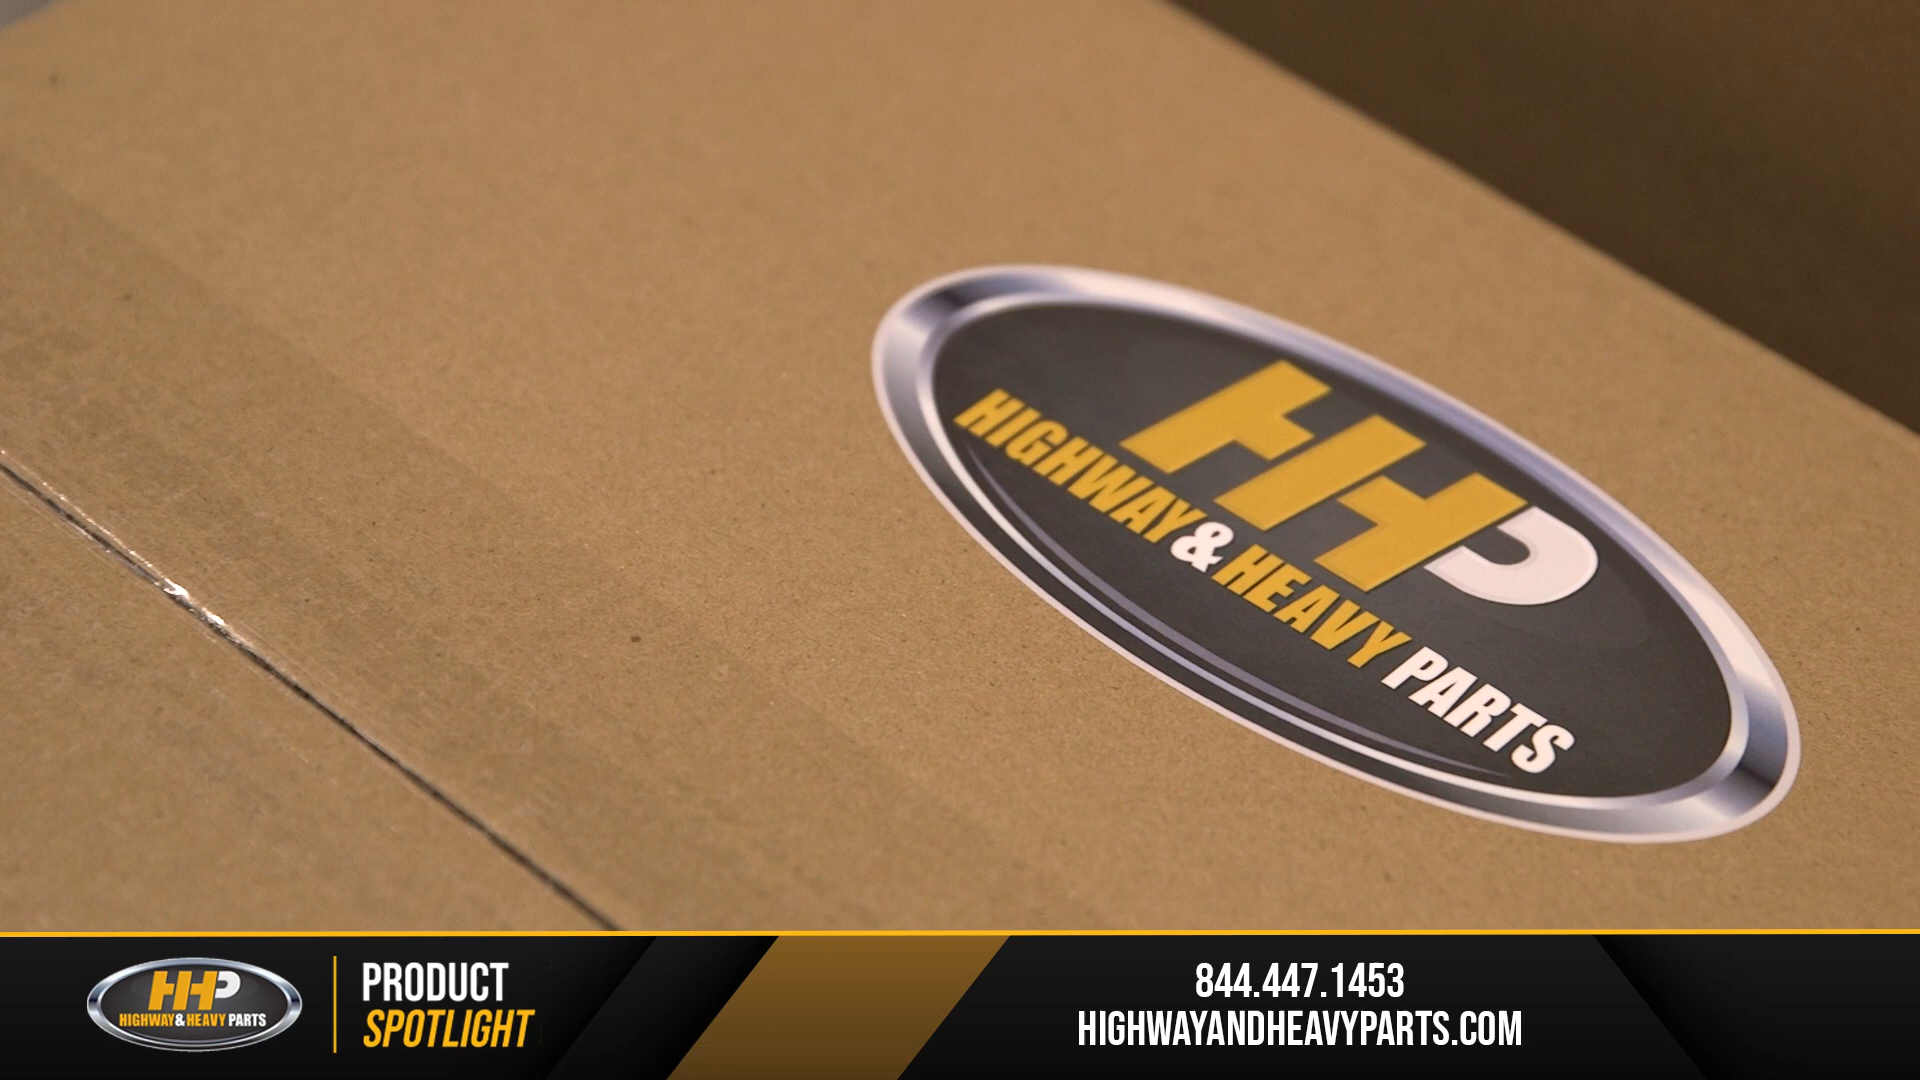 HHP
HIGHWAY & HEAVY PARTS
HHP
HIGHWAY & HEAVY PARTS
PRODUCT
SPOTLIGHT
844.447.1453
HIGHWAYANDHEAVYPARTS.COM